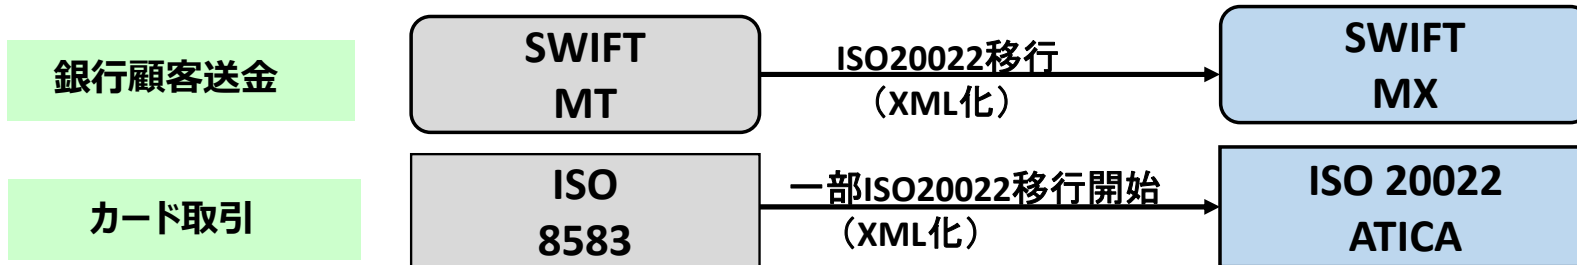 銀行顧客送金
SWIFT
MT
ISO20022移行
（XML化）
SWIFT
MX
カード取引
ISO
8583
一部ISO20022移行開始
（XML化）
ISO 20022
ATICA